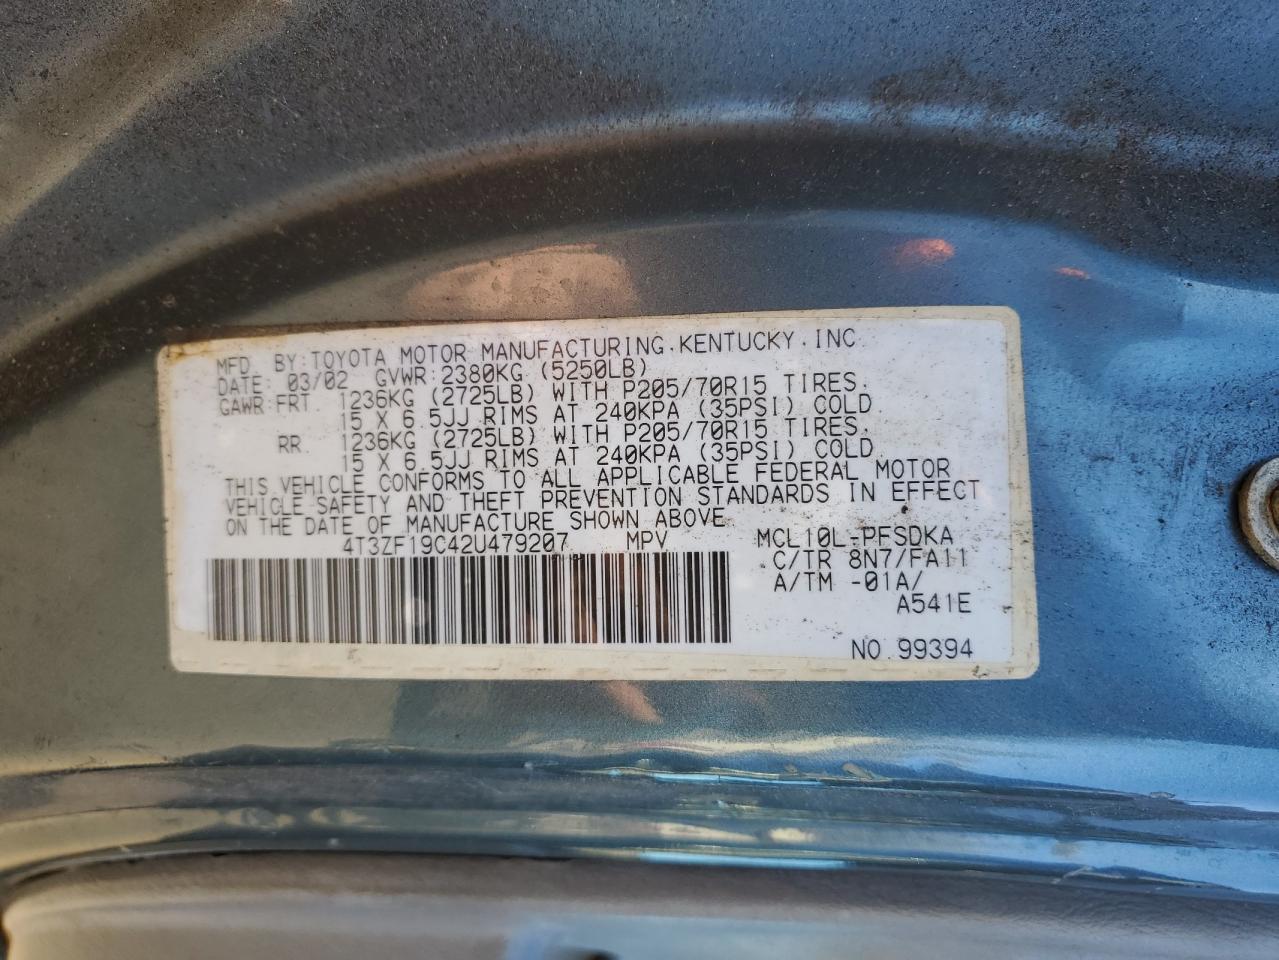 MFD. BY: TOYOTA MOTOR MANUFACTURING, KENTUCKY, INC.
DATE: 03/02 GVWR 2380KG (5250LB)
GAWR FRT 1236KG (2725LB) WITH P205/70R15 TIRES,
15 X 6.5JJ RIMS AT 240KPA (35PSI) COLD
RR 1236KG (2725LB) WITH P205/70R15 TIRES,
15 X 6.5JJ RIMS AT 240KPA (35PSI) COLD
THIS VEHICLE CONFORMS TO ALL APPLICABLE FEDERAL MOTOR
VEHICLE SAFETY AND THEFT PREVENTION STANDARDS IN EFFECT
ON THE DATE OF MANUFACTURE SHOWN ABOVE
4T3ZF19C42U479207 MPV
MCL10L-PFSDKA
C/TR 8N7/FA11
A/TM -01A/
A541E
NO.99394